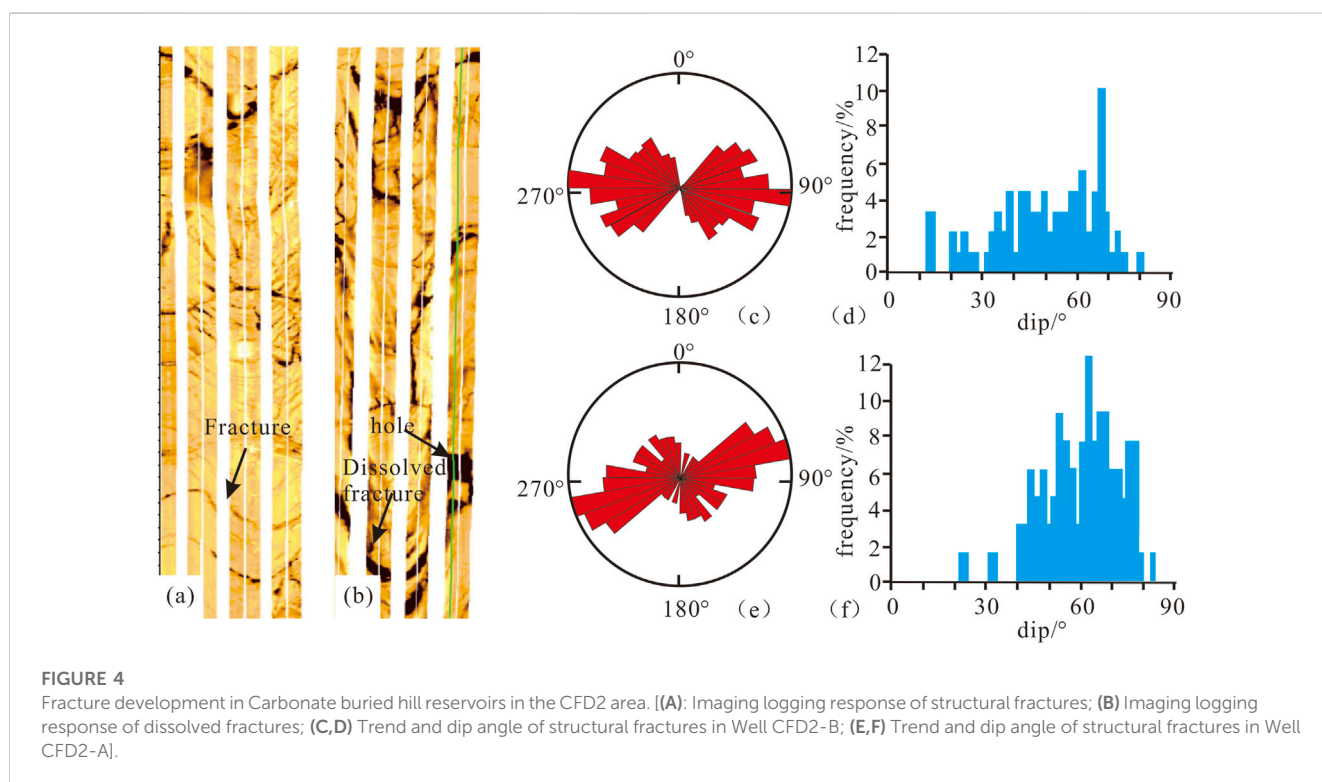 Fracture
(a)
hole
Dissolved
fracture
(b)
0°
270°
90°
180°
(c)
(d)
frequency/%
12
10
8
6
4
2
0
0
30
60
90
dip/°
0°
270°
90°
180°
(e)
(f)
frequency/%
12
10
8
6
4
2
0
0
30
60
90
dip/°
FIGURE 4
Fracture development in Carbonate buried hill reservoirs in the CFD2 area. [(A): Imaging logging response of structural fractures; (B) Imaging logging
response of dissolved fractures; (C,D) Trend and dip angle of structural fractures in Well CFD2-B; (E,F) Trend and dip angle of structural fractures in Well
CFD2-A].